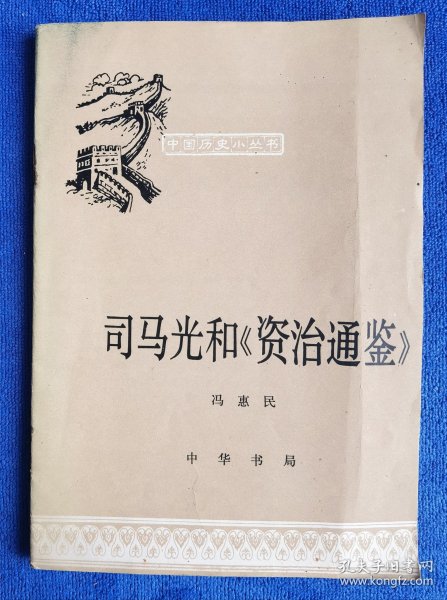 中国历史小丛书
司马光和《资治通鉴》
冯惠民
中华书局
孔夫子旧书网
www.kongfz.com